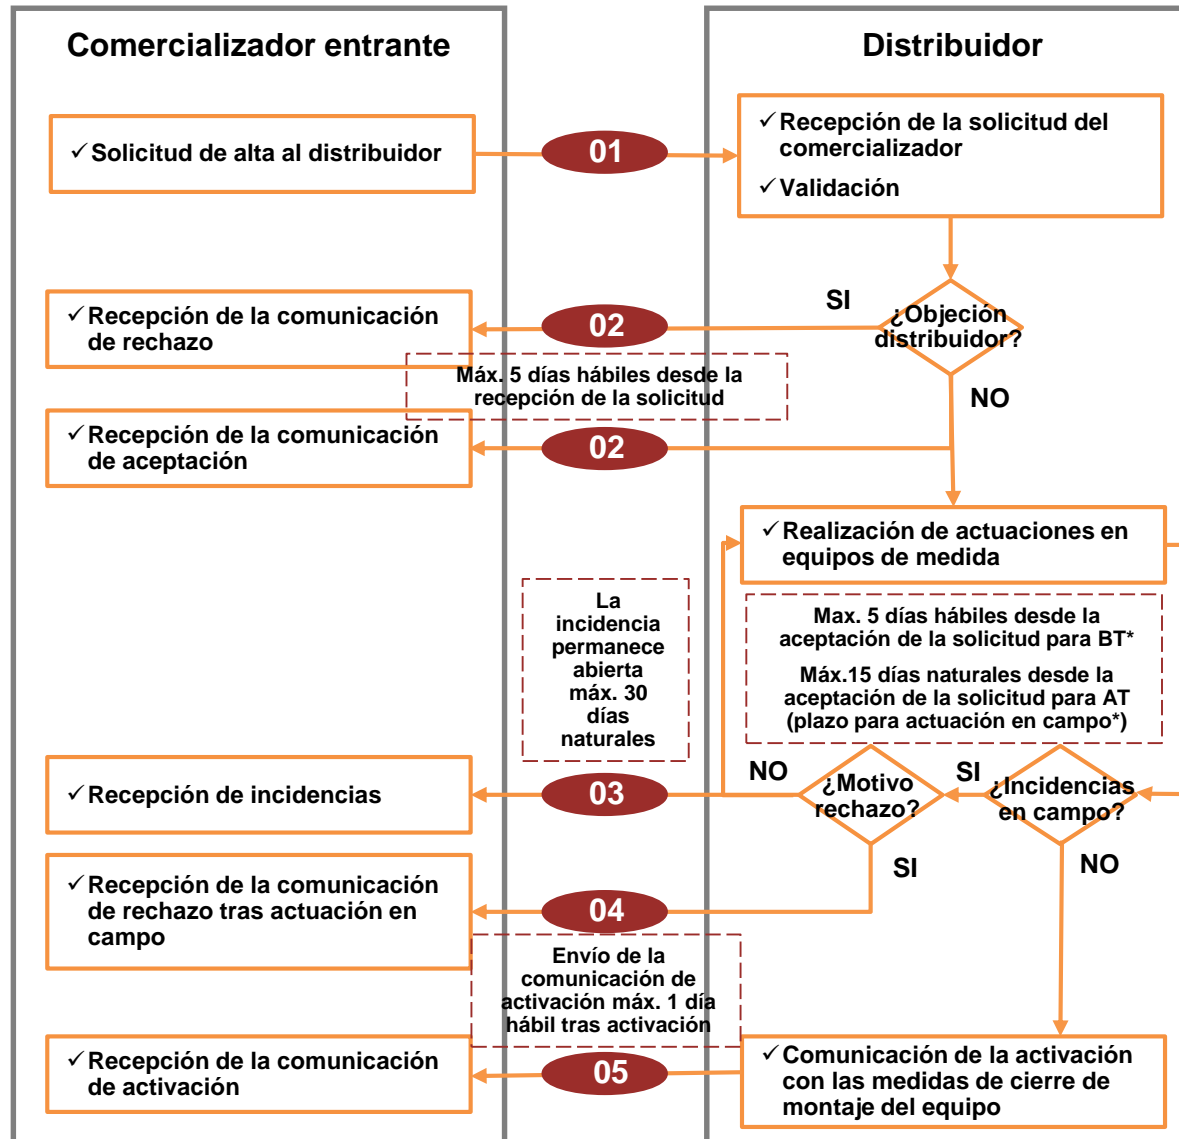 Comercializador entrante
Distribuidor
✓ Solicitud de alta al distribuidor
01
✓ Recepción de la solicitud del
comercializador
✓ Validación
SI
¿Objeción
distribuidor?
✓ Recepción de la comunicación
de rechazo
02
Máx. 5 días hábiles desde la
recepción de la solicitud
NO
✓ Recepción de la comunicación
de aceptación
02
✓ Realización de actuaciones en
equipos de medida
La
incidencia
permanece
abierta
máx. 30
días
naturales
Max. 5 días hábiles desde la
aceptación de la solicitud para BT*
Máx.15 días naturales desde la
aceptación de la solicitud para AT
(plazo para actuación en campo*)
✓ Recepción de incidencias
03
NO
¿Motivo
rechazo?
SI
¿Incidencias
en campo?
SI
NO
✓ Recepción de la comunicación
de rechazo tras actuación en
campo
04
Envío de la
comunicación de
activación máx. 1 día
hábil tras activación
✓ Recepción de la comunicación
de activación
05
✓ Comunicación de la activación
con las medidas de cierre de
montaje del equipo